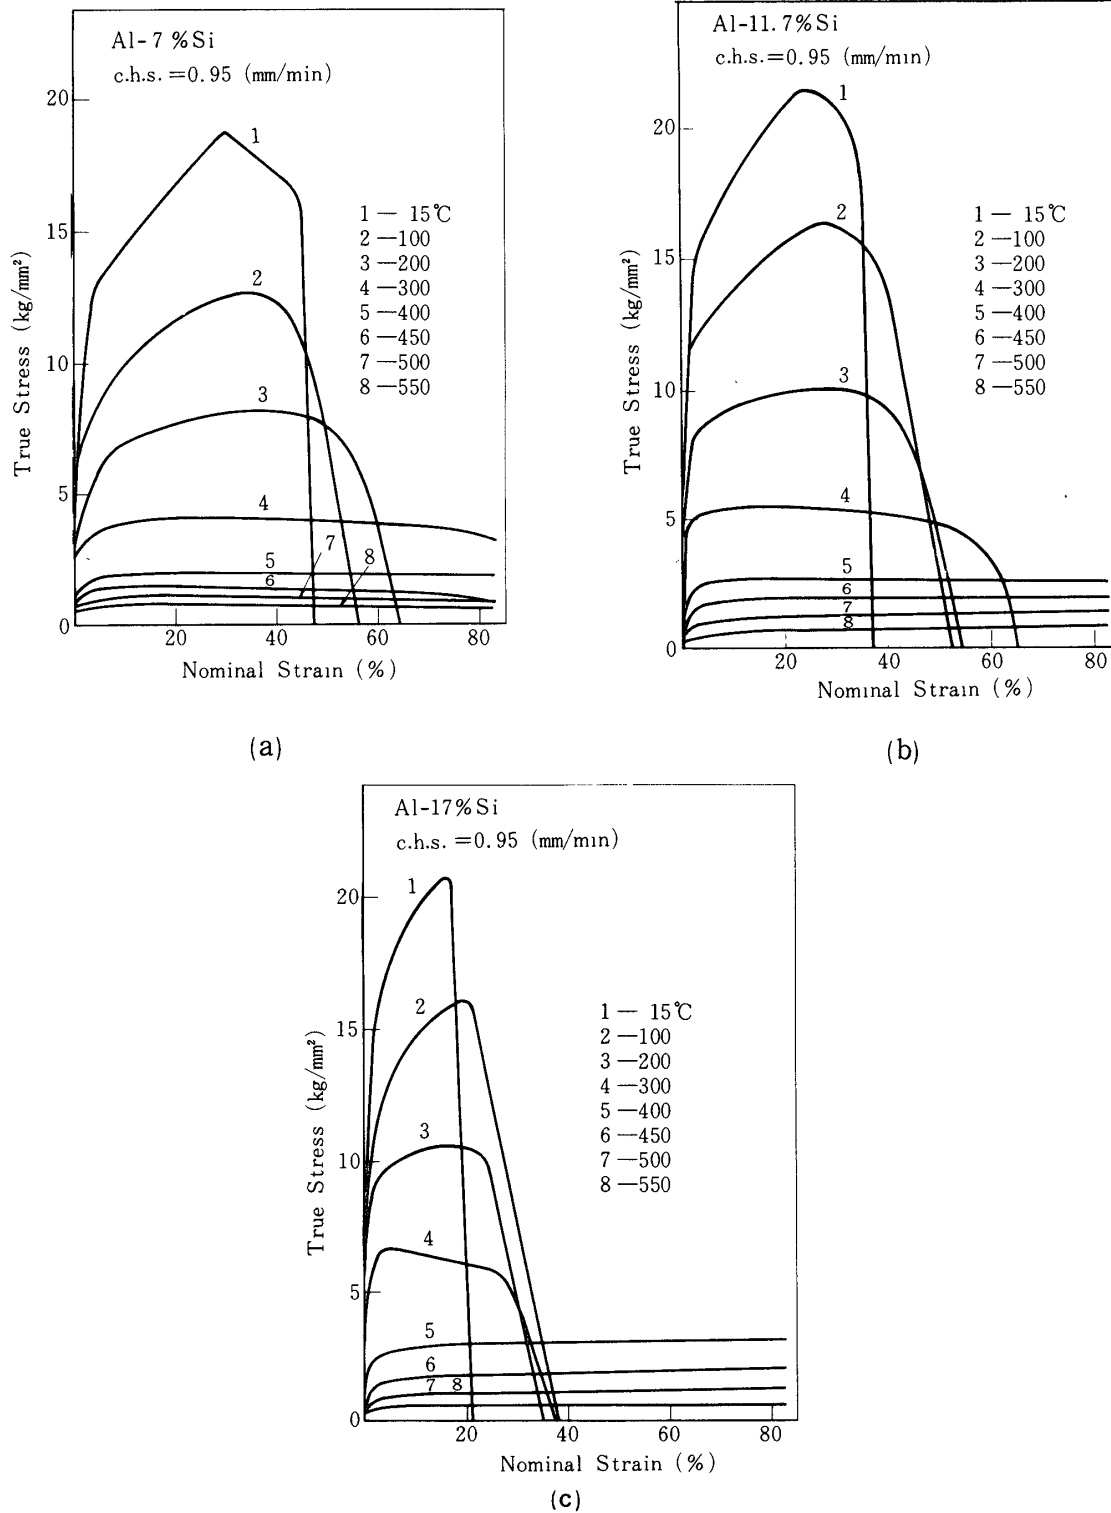 Al-7 %Si
c.h.s. =0.95 (mm/min)
20
15
10
5
0
True Stress (kg/mm²)
1
2
3
4
5
6
7
8
1 — 15℃
2 —100
3 —200
4 —300
5 —400
6 —450
7 —500
8 —550
20 40 60 80
Nominal Strain (%)
(a)
Al-11.7%Si
c.h.s.=0.95 (mm/min)
20
15
10
5
0
True Stress (kg/mm²)
1
2
3
4
5
6
7
8
1 — 15℃
2 —100
3 —200
4 —300
5 —400
6 —450
7 —500
8 —550
20 40 60 80
Nominal Strain (%)
(b)
Al-17%Si
c.h.s. =0.95 (mm/min)
20
15
10
5
0
True Stress (kg/mm²)
1
2
3
4
5
6
7 8
1 — 15℃
2 —100
3 —200
4 —300
5 —400
6 —450
7 —500
8 —550
20 40 60 80
Nominal Strain (%)
(c)